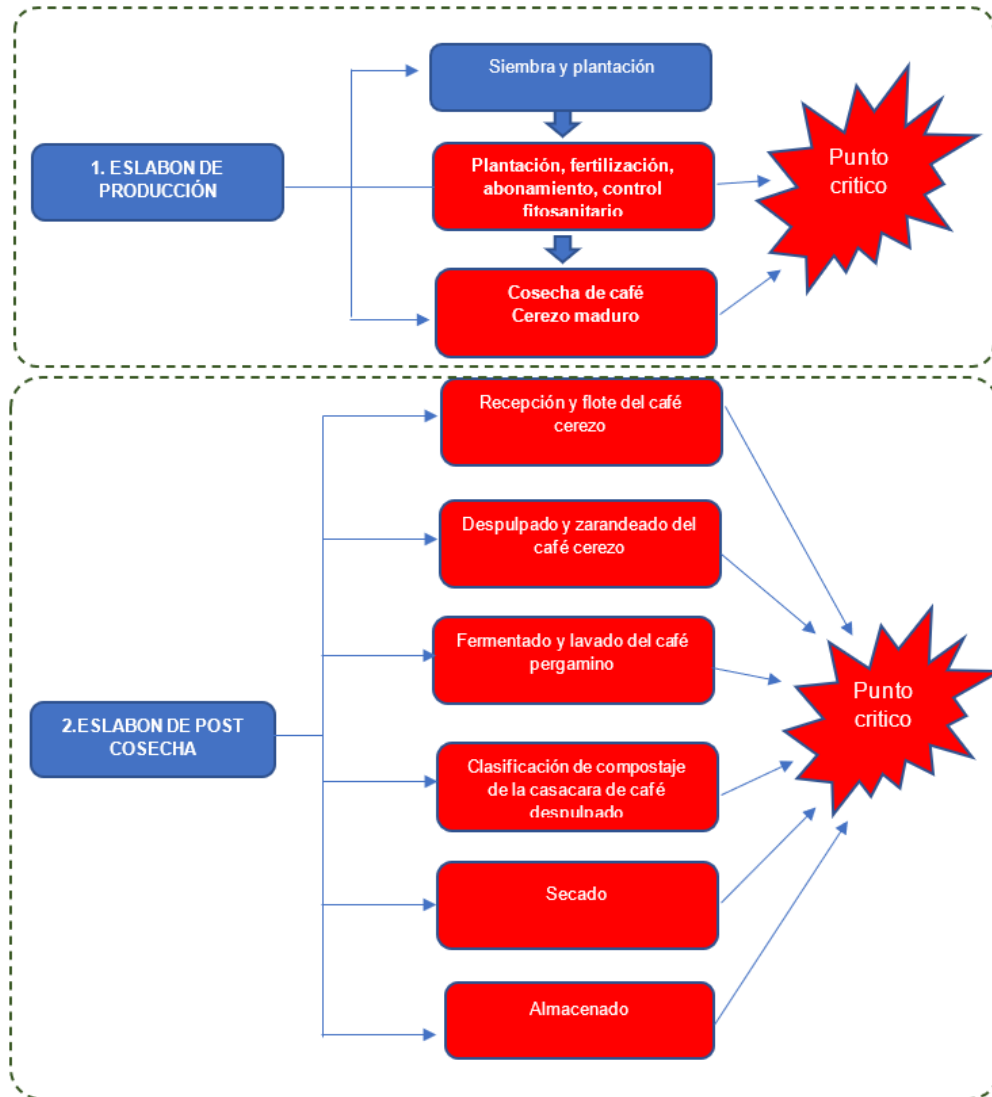 Siembra y plantación
1. ESLABON DE
PRODUCCIÓN
Plantación, fertilización,
abonamiento, control
fitosanitario
Punto
critico
Cosecha de café
Cerezo maduro
Recepción y flote del café
cerezo
Despulpado y zarandeado del
café cerezo
Fermentado y lavado del café
pergamino
2.ESLABON DE POST
COSECHA
Punto
critico
Clasificación de compostaje
de la casacara de café
despulpado
Secado
Almacenado